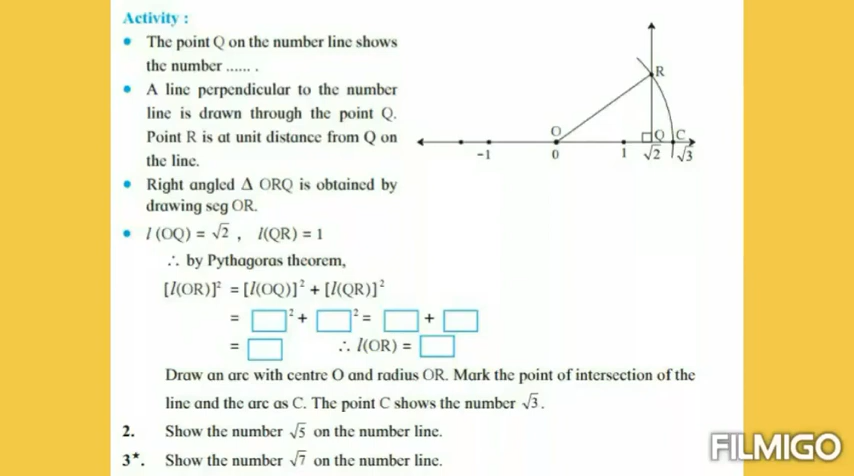 Activity :
• The point Q on the number line shows
the number ...... .
• A line perpendicular to the number
line is drawn through the point Q.
Point R is at unit distance from Q on
the line.
• Right angled Δ ORQ is obtained by
drawing seg OR.
• l (OQ) = √2 , l(QR) = 1
∴ by Pythagoras theorem,
[l(OR)]² = [l(OQ)]² + [l(QR)]²
= □² + □² = □ + □
= □ ∴ l(OR) = □
Draw an arc with centre O and radius OR. Mark the point of intersection of the
line and the arc as C. The point C shows the number √3 .
2. Show the number √5 on the number line.
3*. Show the number √7 on the number line.
R
O Q C
-1 0 1 √2 √3
FILMIGO